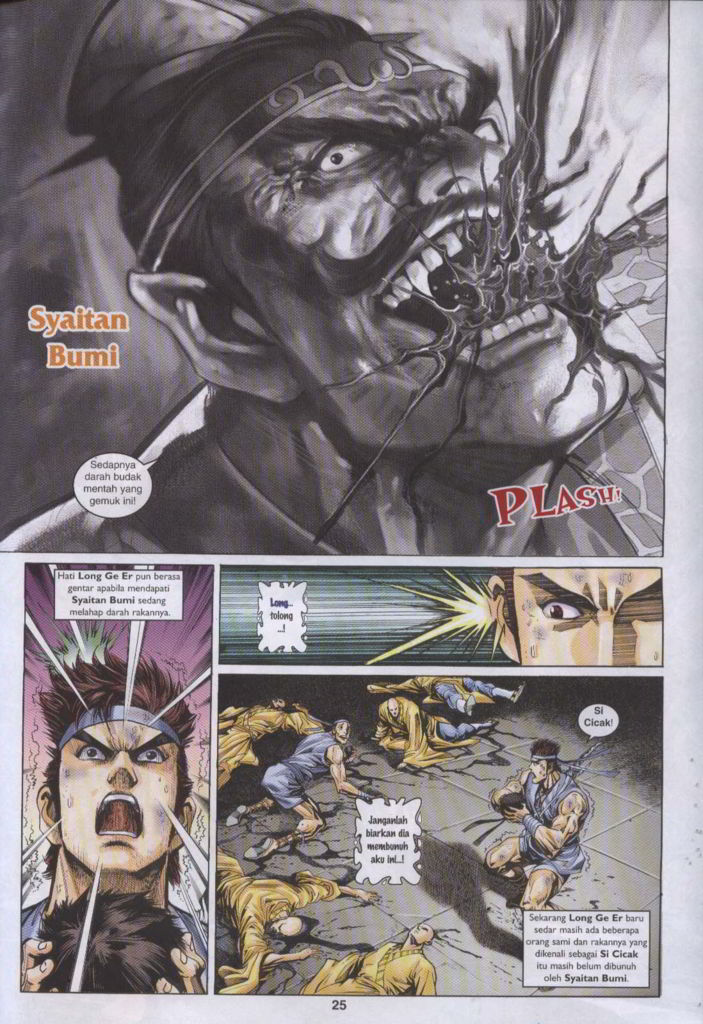 Syaitan
Bumi
Sedapnya
darah budak
mentah yang
gemuk ini!
PLASH!
Hati Long Ge Er pun berasa
gentar apabila mendapati
Syaitan Bumi sedang
melahap darah rakannya.
Long...
tolong
...!
Si
Cicak!
Janganlah
biarkan dia
membunuh
aku ini...!
Sekarang Long Ge Er baru
sedar masih ada beberapa
orang sami dan rakannya yang
dikenali sebagai Si Cicak
itu masih belum dibunuh
oleh Syaitan Bumi.
25